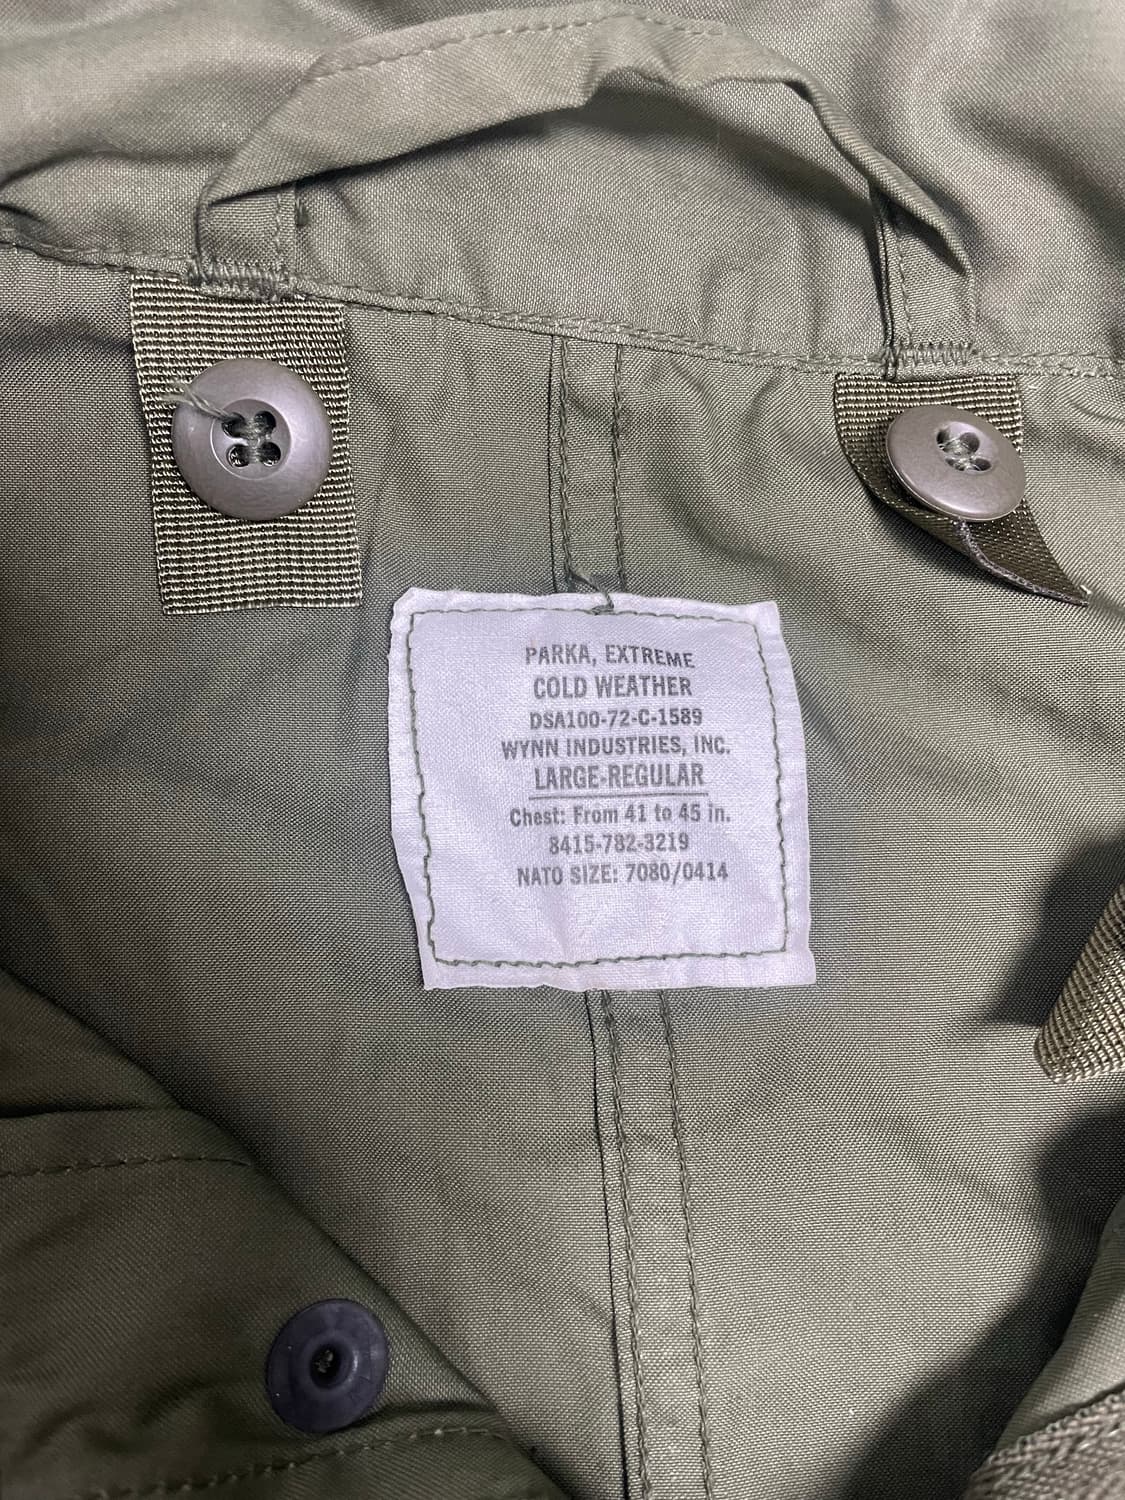 PARKA, EXTREME
COLD WEATHER
DSA100-72-C-1589
WYNN INDUSTRIES, INC.
LARGE-REGULAR
Chest: From 41 to 45 in.
8415-782-3219
NATO SIZE: 7080/0414